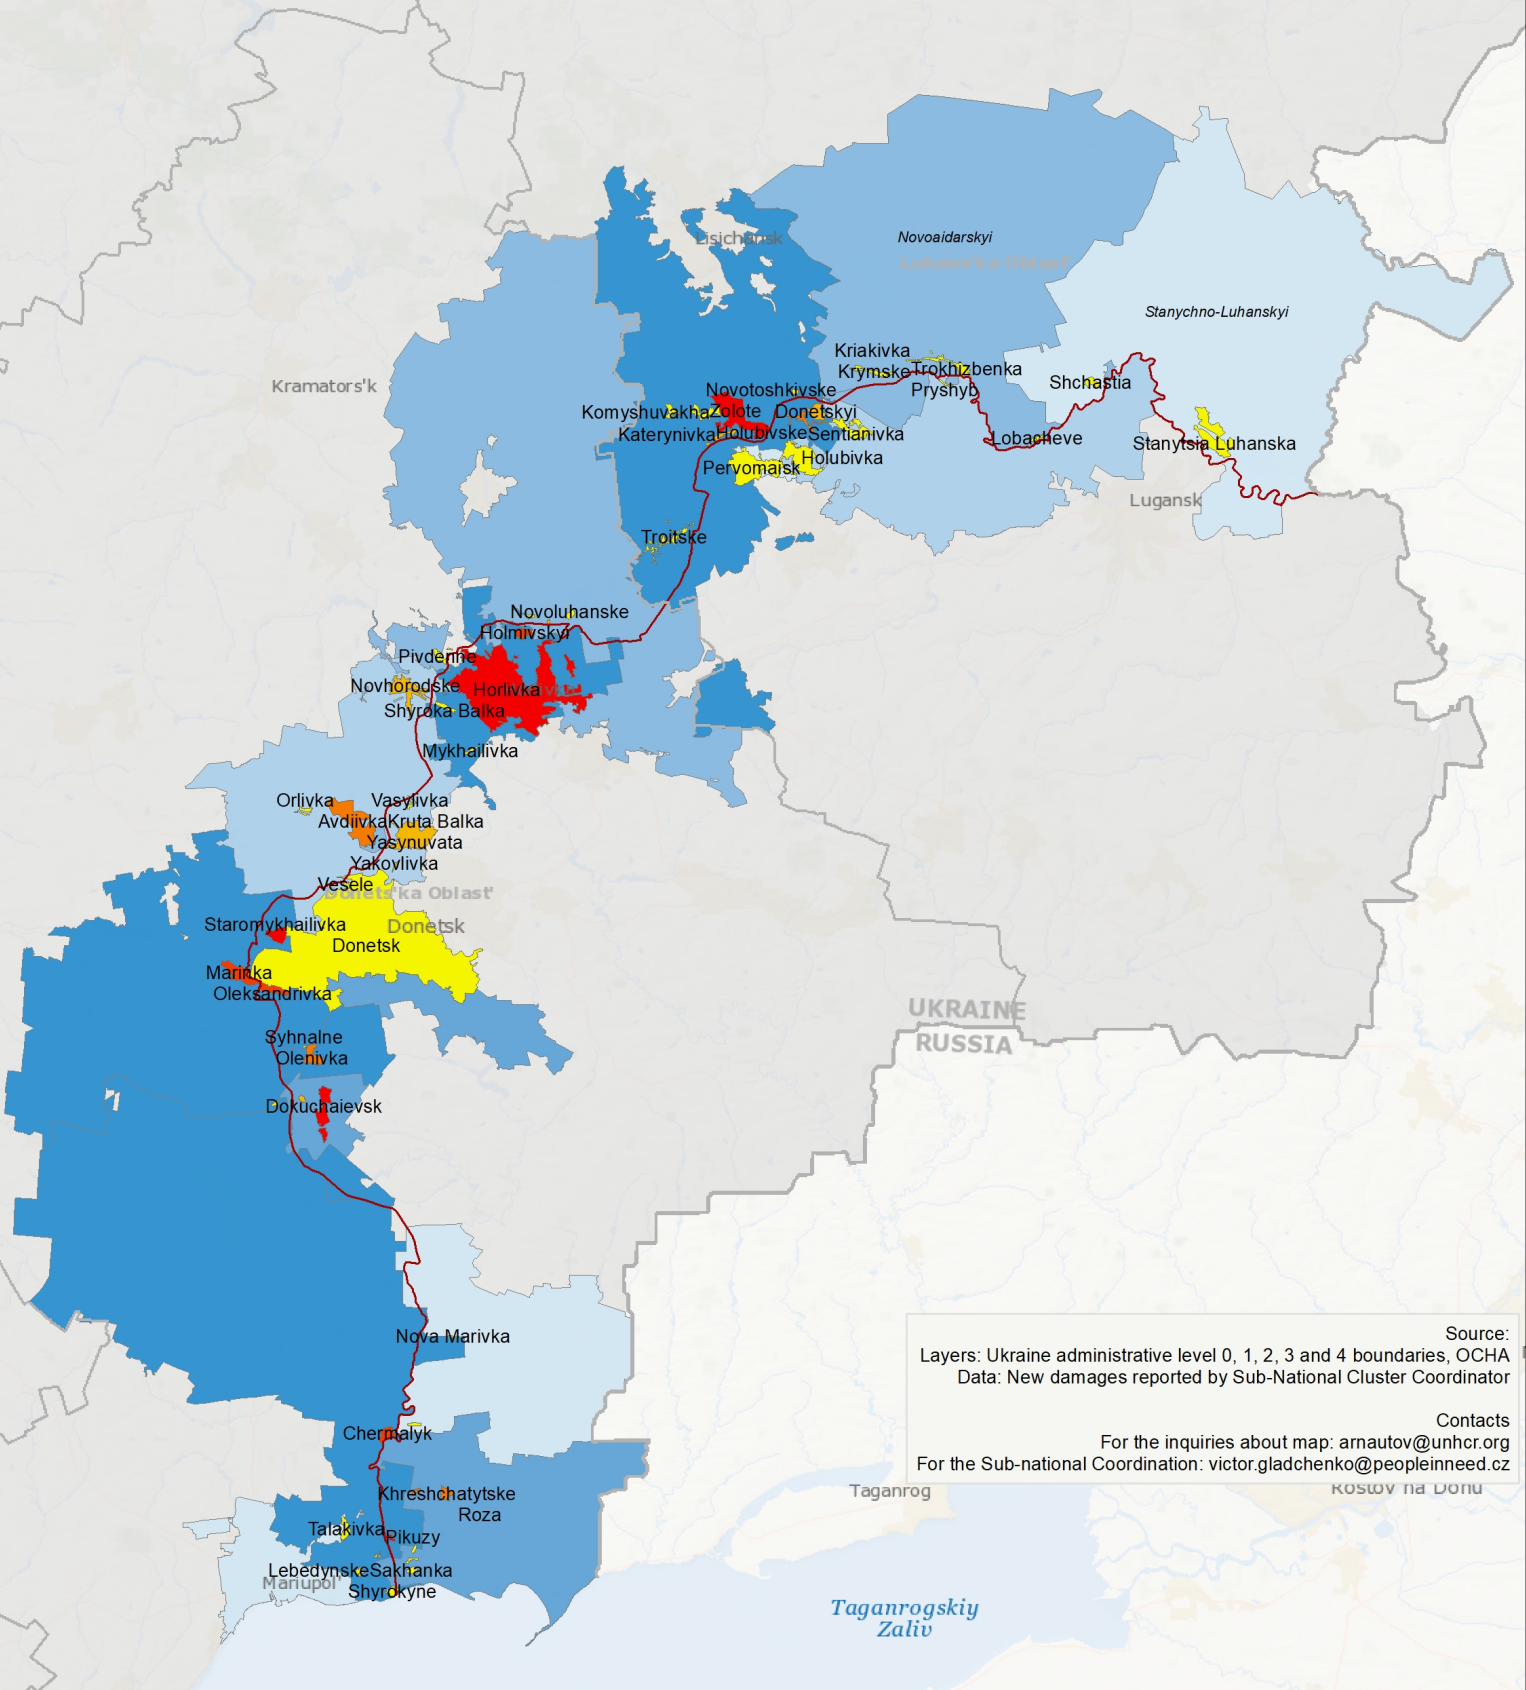 Lisichansk
Novoaidarskyi
Luhans'ka Oblast'
Stanychno-Luhanskyi
Kramators'k
Kriakivka
Krymske
Trokhizbenka
Pryshyb
Shchastia
Novotoshkivske
Komyshuvakha
Zolote
Donetskyi
Katerynivka
Holubivske
Sentianivka
Lobacheve
Stanytsia Luhanska
Holubivka
Pervomaisk
Lugansk
Troitske
Novoluhanske
Holmivskyi
Pivdenne
Novhorodske
Horlivka
Shyroka Balka
Mykhailivka
Orlivka
Vasylivka
Avdiivka
Kruta Balka
Yasynuvata
Yakovlivka
Vesele
Donets'ka Oblast'
Staromykhailivka
Donetsk
Donetsk
Marinka
Oleksandrivka
UKRAINE
RUSSIA
Syhnalne
Olenivka
Dokuchaievsk
Nova Marivka
Source:
Layers: Ukraine administrative level 0, 1, 2, 3 and 4 boundaries, OCHA
Data: New damages reported by Sub-National Cluster Coordinator
Contacts
For the inquiries about map: arnautov@unhcr.org
For the Sub-national Coordination: victor.gladchenko@peopleinneed.cz
Chermalyk
Khreshchatytske
Roza
Taganrog
Rostov na Donu
Talakivka
Pikuzy
Lebedynske
Sakhanka
Mariupol'
Shyrokyne
Taganrogskiy
Zaliv